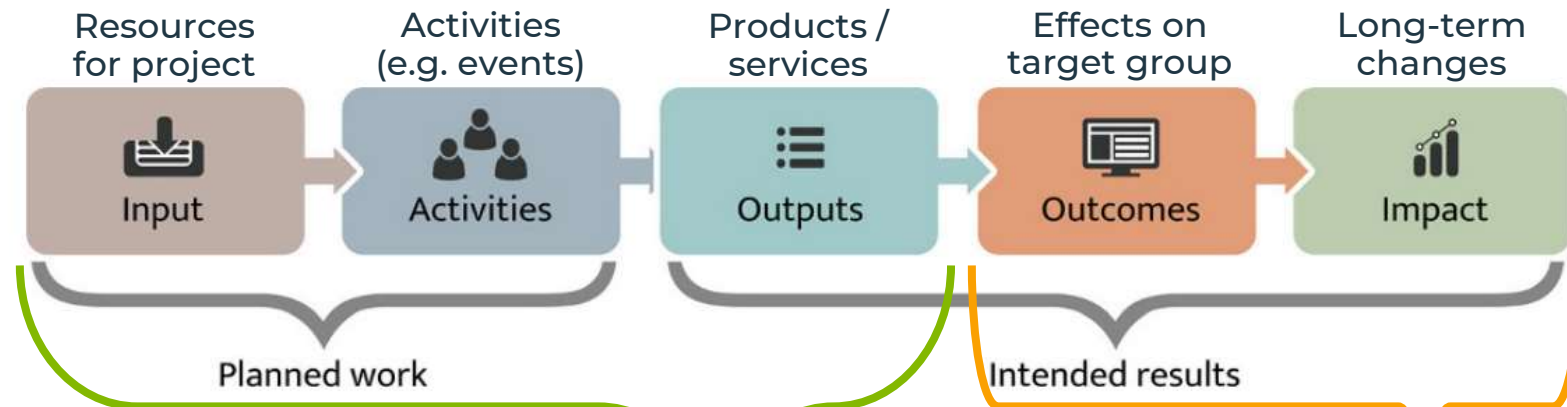 Resources
for project
Activities
(e.g. events)
Products /
services
Effects on
target group
Long-term
changes
Input
Activities
Outputs
Outcomes
Impact
Planned work
Intended results